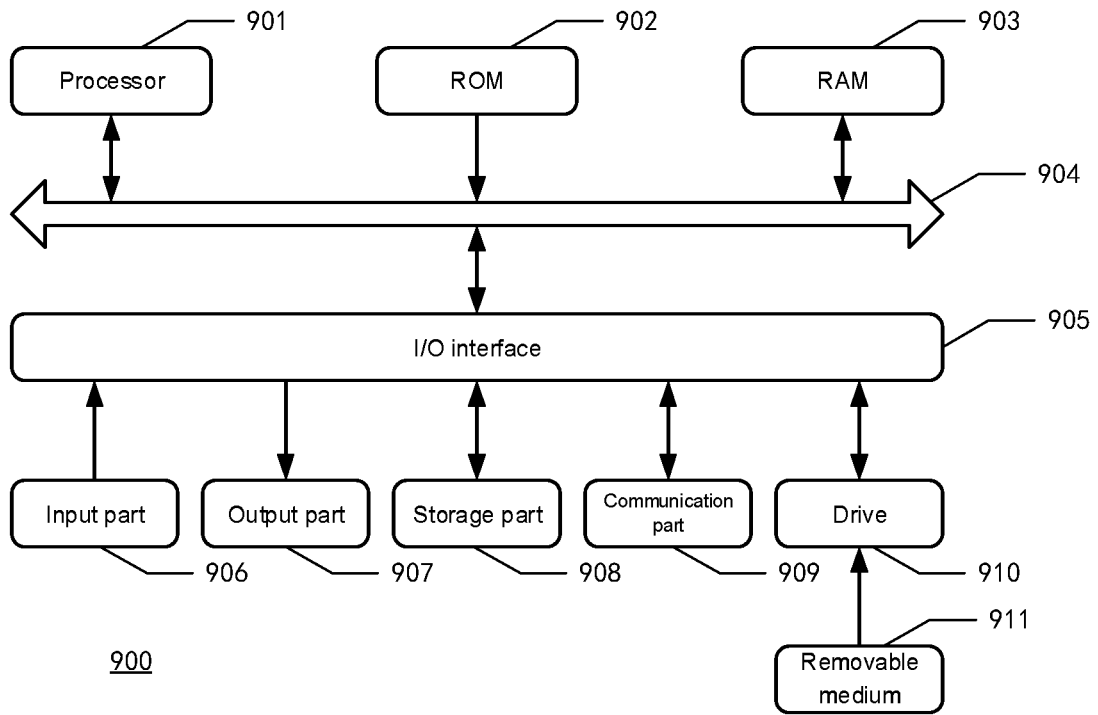 901
902
903
Processor
ROM
RAM
904
905
I/O interface
Input part
Output part
Storage part
Communication
part
Drive
906
907
908
909
910
911
900
Removable
medium